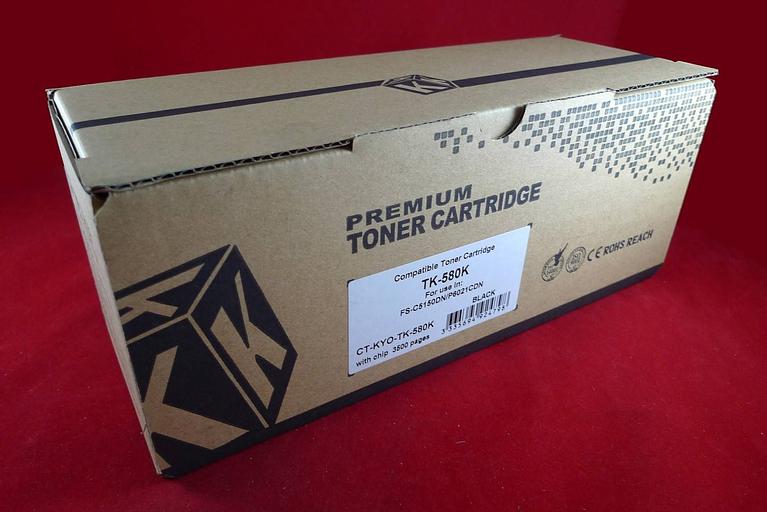 K
PREMIUM
TONER CARTRIDGE
Compatible Toner Cartridge
TK-580K
For use in:
FS-C5150DN/P6021CDN
BLACK
CT-KYO-TK-580K
with chip 3500 pages
CE ROHS REACH
K
K
K